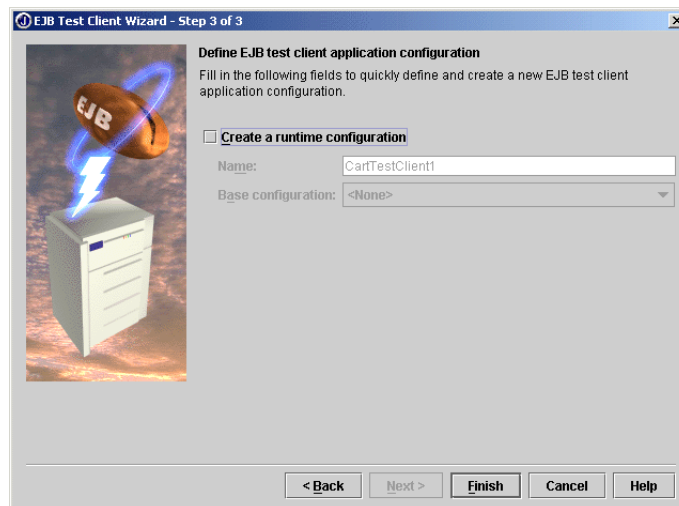 EJB Test Client Wizard - Step 3 of 3
Define EJB test client application configuration
Fill in the following fields to quickly define and create a new EJB test client
application configuration.
EJB
Create a runtime configuration
Name: CartTestClient1
Base configuration: <None>
< Back Next > Finish Cancel Help